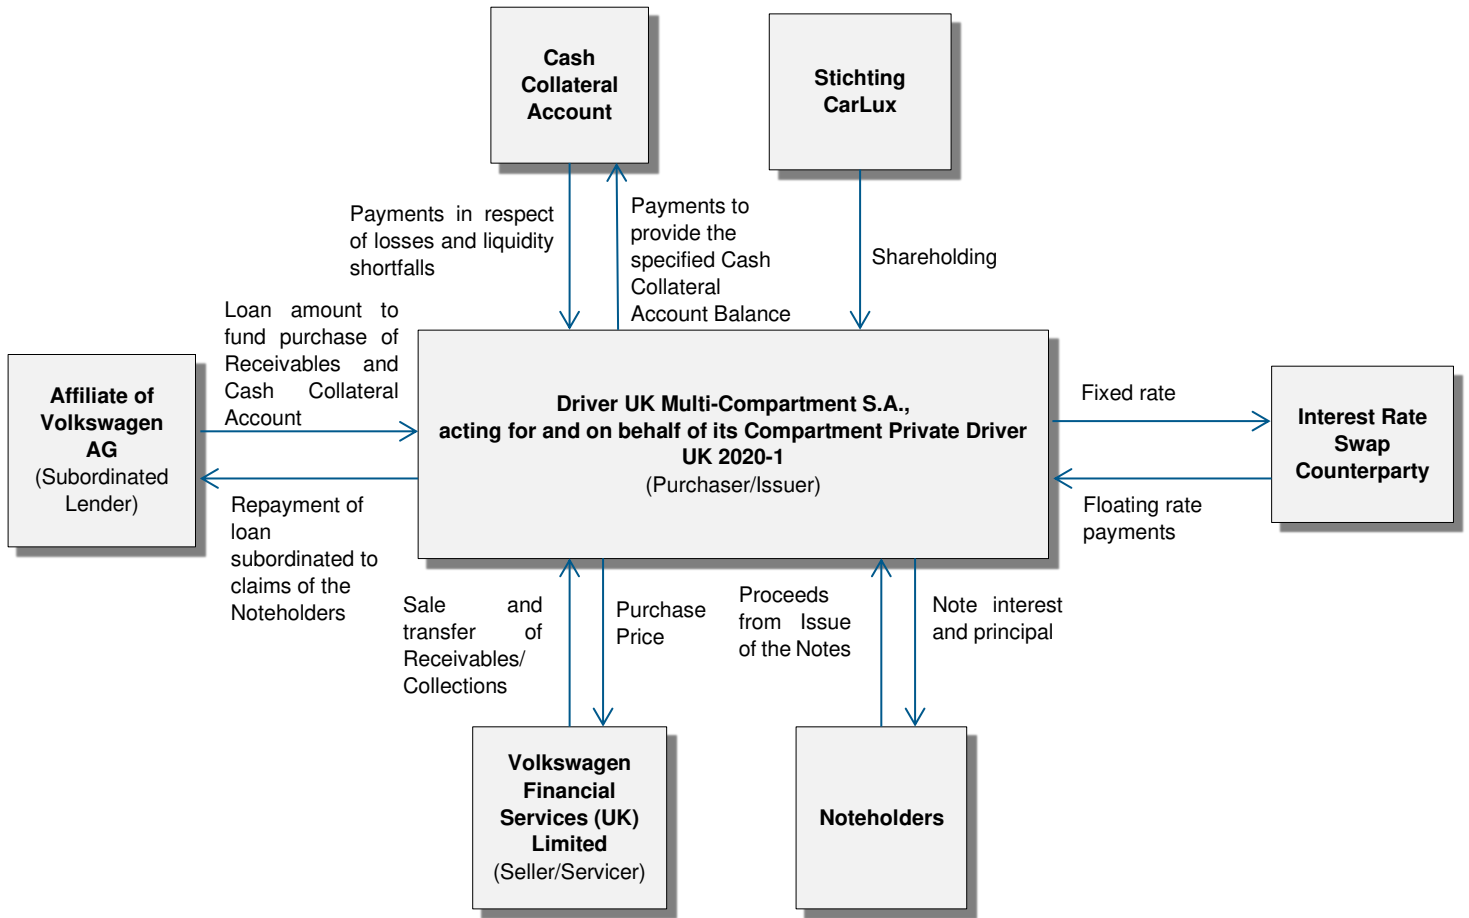 Cash
Collateral
Account
Stichting
CarLux
Payments in respect
of losses and liquidity
shortfalls
Payments to
provide the
specified Cash
Collateral
Account Balance
Shareholding
Loan amount to
fund purchase of
Receivables and
Cash Collateral
Account
Affiliate of
Volkswagen
AG
(Subordinated
Lender)
Driver UK Multi-Compartment S.A.,
acting for and on behalf of its Compartment Private Driver
UK 2020-1
(Purchaser/Issuer)
Fixed rate
Interest Rate
Swap
Counterparty
Floating rate
payments
Repayment of
loan
subordinated to
claims of the
Noteholders
Sale and
transfer of
Receivables/
Collections
Purchase
Price
Proceeds
from Issue
of the Notes
Note interest
and principal
Volkswagen
Financial
Services (UK)
Limited
(Seller/Servicer)
Noteholders